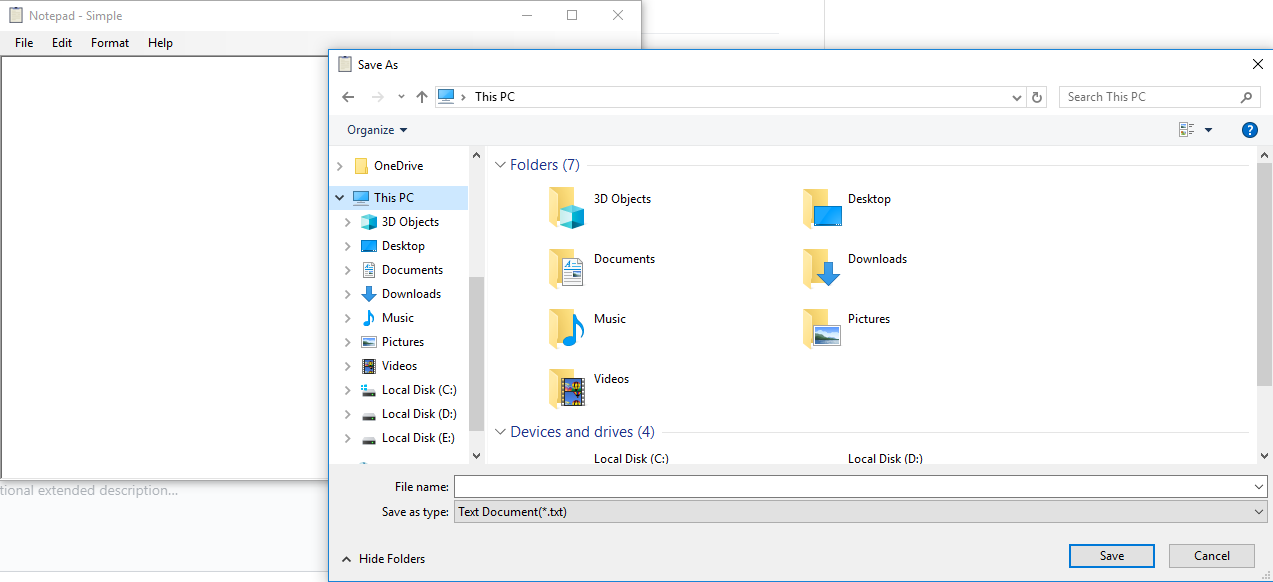 Notepad - Simple
File Edit Format Help
Save As
This PC
Search This PC
Organize
OneDrive
This PC
3D Objects
Desktop
Documents
Downloads
Music
Pictures
Videos
Local Disk (C:)
Local Disk (D:)
Local Disk (E:)
Folders (7)
3D Objects
Desktop
Documents
Downloads
Music
Pictures
Videos
Devices and drives (4)
Local Disk (C:)
Local Disk (D:)
tional extended description...
File name:
Save as type: Text Document(*.txt)
Hide Folders
Save
Cancel